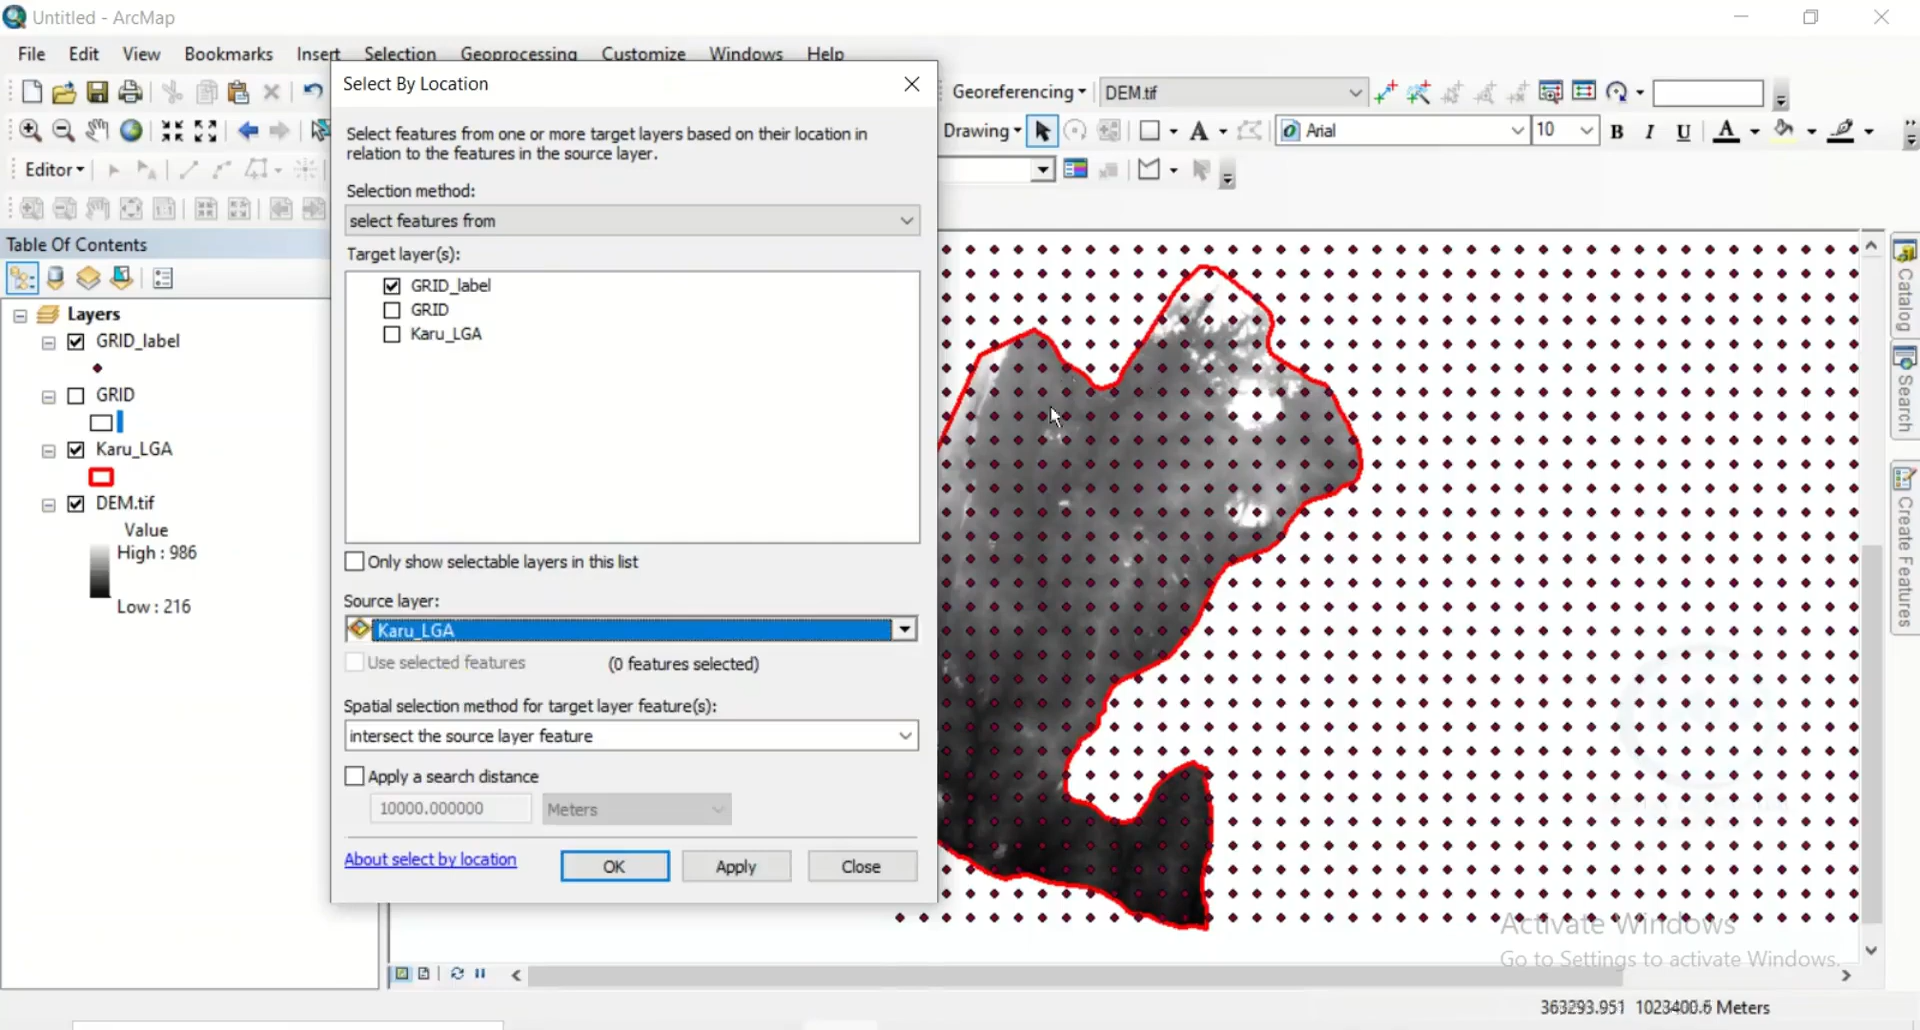 Untitled - ArcMap
File Edit View Bookmarks Insert Selection Geoprocessing Customize Windows Help
Select By Location
Georeferencing DEM.tif
Select features from one or more target layers based on their location in
relation to the features in the source layer.
Drawing A Arial 10 B I U A
Editor
Selection method:
select features from
Table Of Contents
Target layer(s):
GRID_label
GRID
Karu_LGA
Layers
GRID_label
GRID
Karu_LGA
DEM.tif
Value
High : 986
Low : 216
Only show selectable layers in this list
Source layer:
Karu_LGA
Use selected features (0 features selected)
Spatial selection method for target layer feature(s):
intersect the source layer feature
Apply a search distance
10000.000000 Meters
About select by location OK Apply Close
Catalog
Search
Create Features
Activate Windows
Go to Settings to activate Windows.
363293.951 1023400.6 Meters